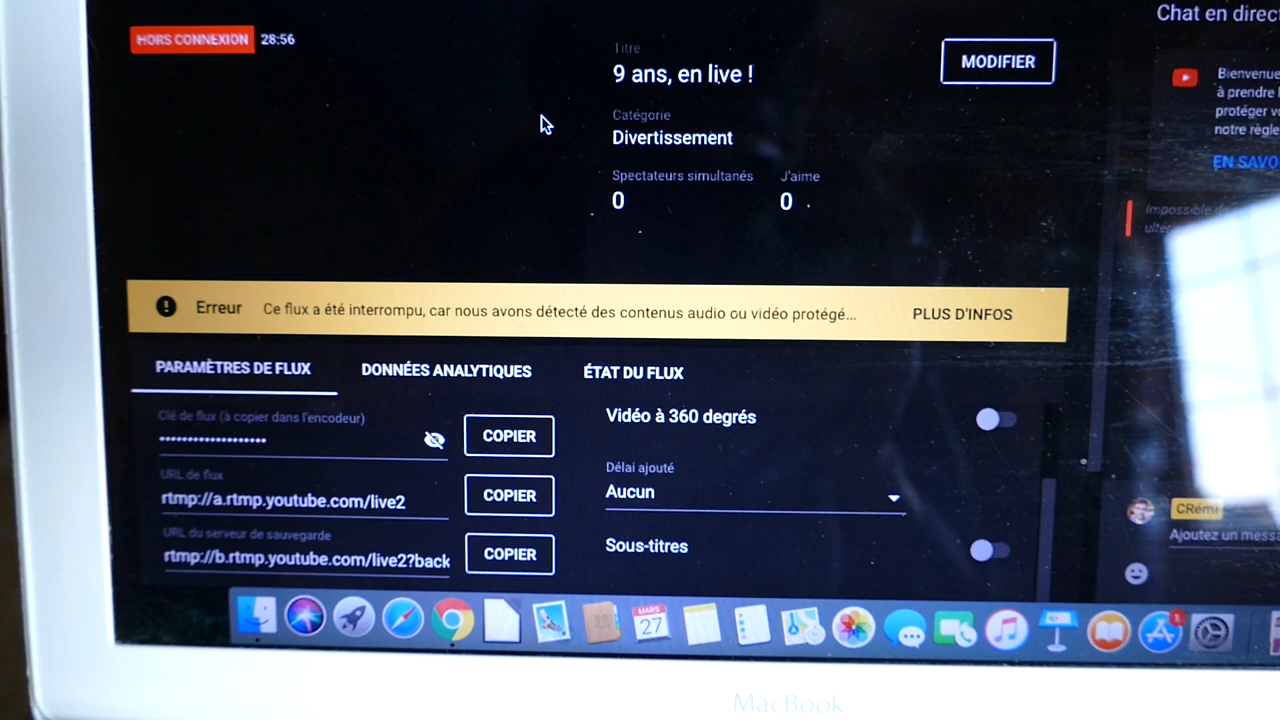 HORS CONNEXION 28:56
Titre
9 ans, en live !
MODIFIER
Catégorie
Divertissement
Spectateurs simultanés J'aime
0 0
Chat en direct
Bienvenue
à prendre
protéger
notre règle
EN SAVO
Impossible
Erreur Ce flux a été interrompu, car nous avons détecté des contenus audio ou vidéo protégé... PLUS D'INFOS
PARAMÈTRES DE FLUX DONNÉES ANALYTIQUES ÉTAT DU FLUX
Clé de flux (à copier dans l'encodeur)
COPIER
URL de flux
rtmp://a.rtmp.youtube.com/live2
COPIER
URL du serveur de sauvegarde
rtmp://b.rtmp.youtube.com/live2?back
COPIER
Vidéo à 360 degrés
Délai ajouté
Aucun
Sous-titres
CRémi
Ajoutez un messa
MARS
27
1
MacBook